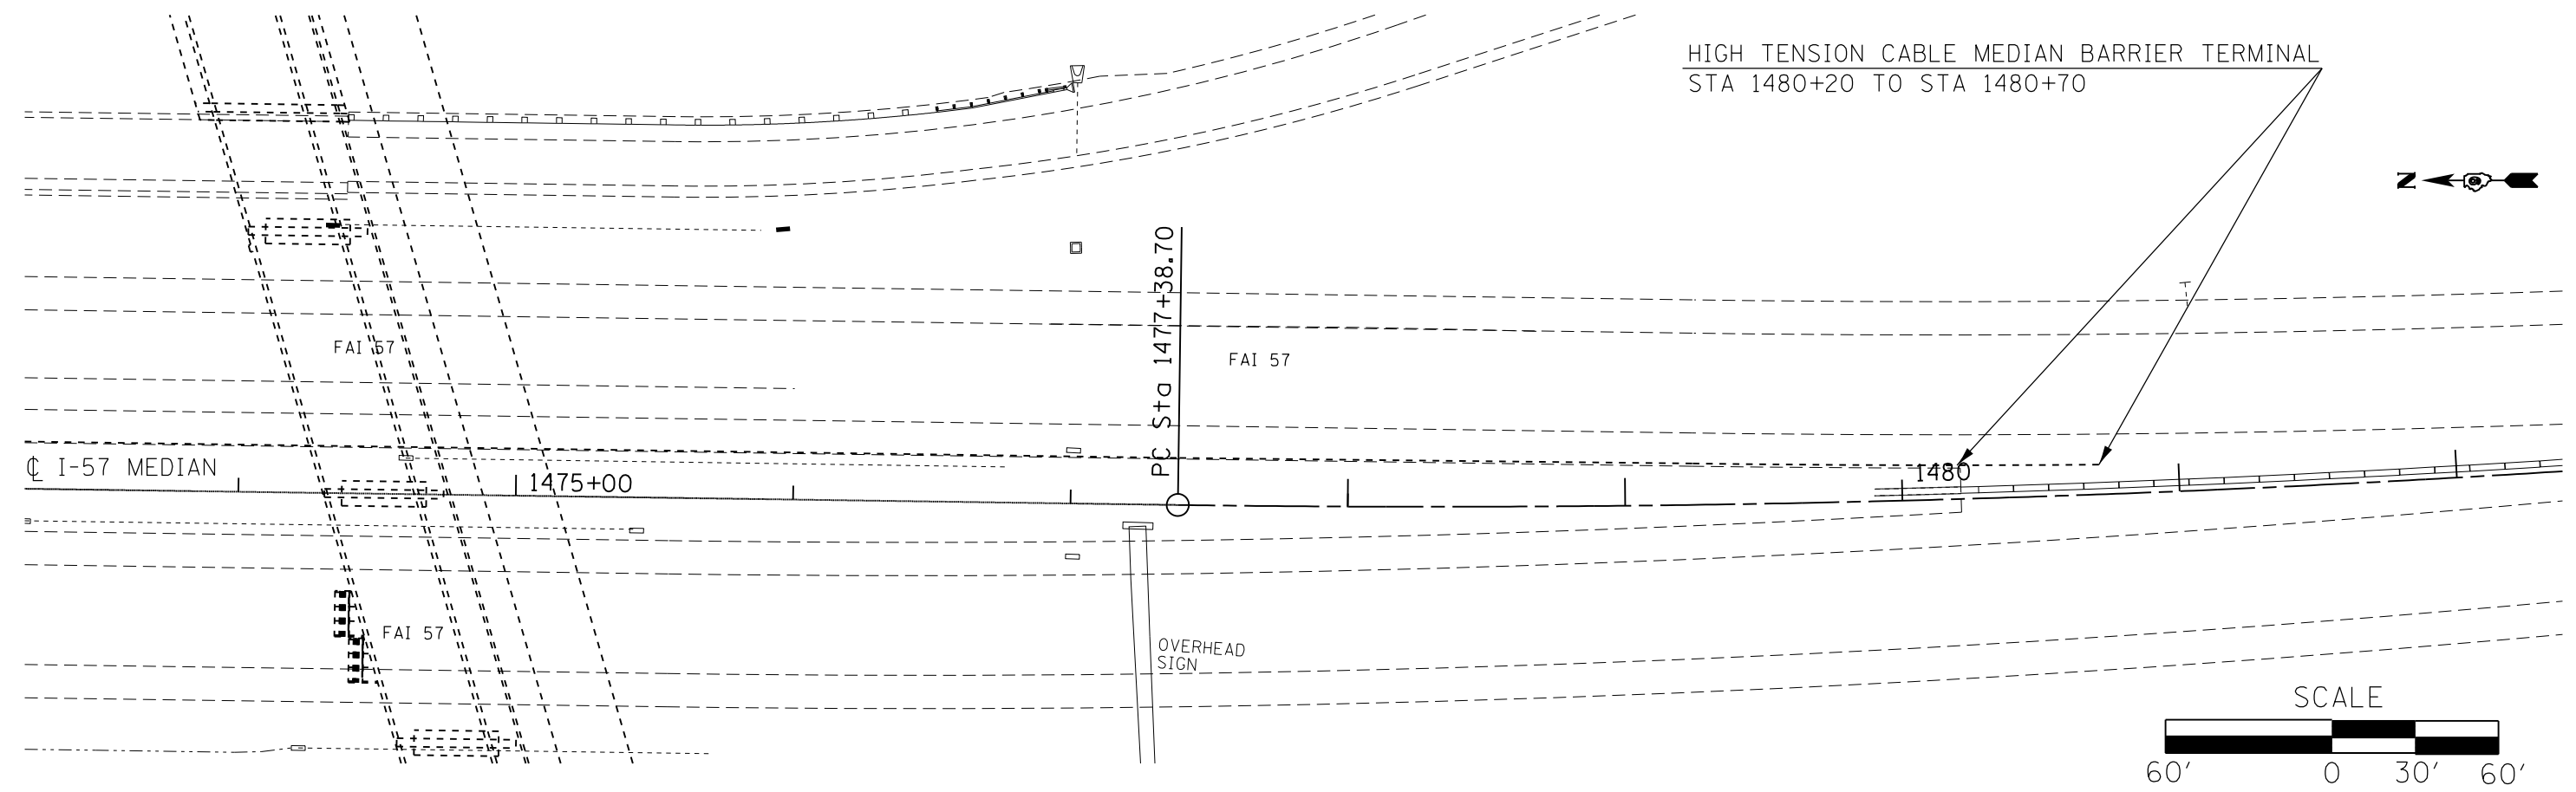 HIGH TENSION CABLE MEDIAN BARRIER TERMINAL
STA 1480+20 TO STA 1480+70
N
PC Sta 1477+38.70
FAI 57
FAI 57
℄ I-57 MEDIAN
1475+00
1480
FAI 57
OVERHEAD
SIGN
SCALE
60' 0 30' 60'